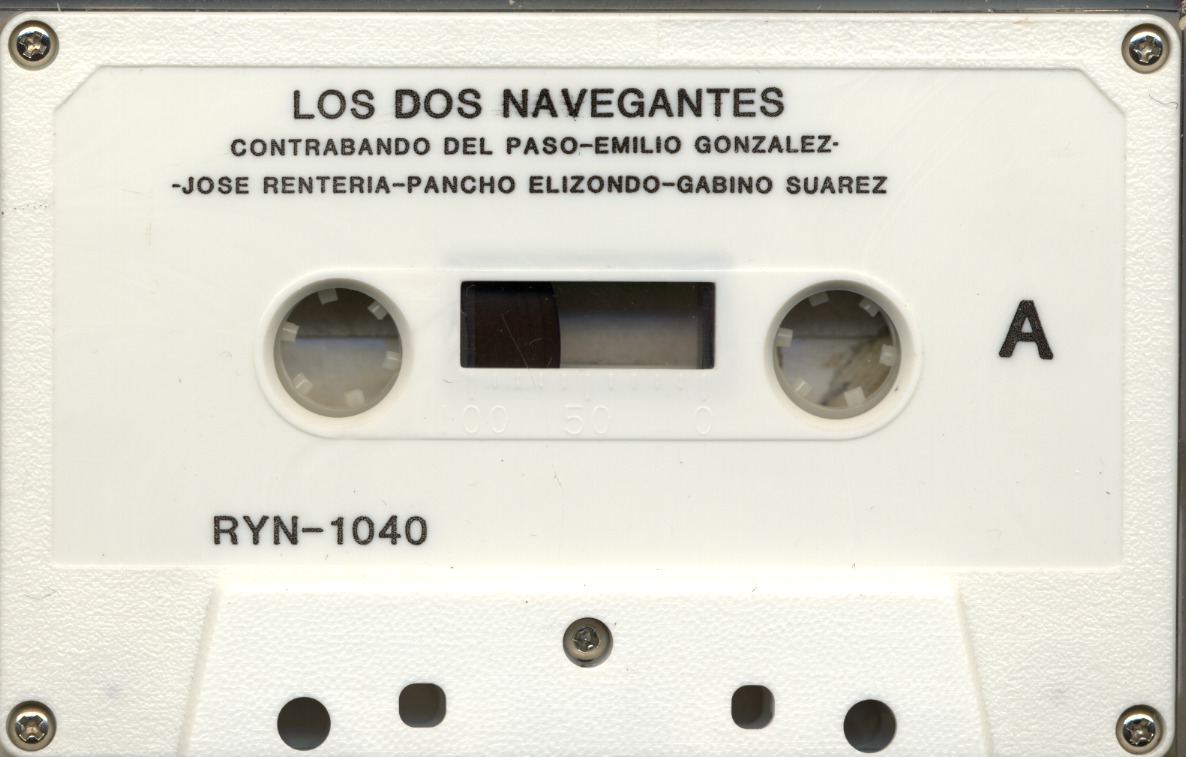 LOS DOS NAVEGANTES
CONTRABANDO DEL PASO-EMILIO GONZALEZ-
-JOSE RENTERIA-PANCHO ELIZONDO-GABINO SUAREZ
A
100 50 0
RYN-1040